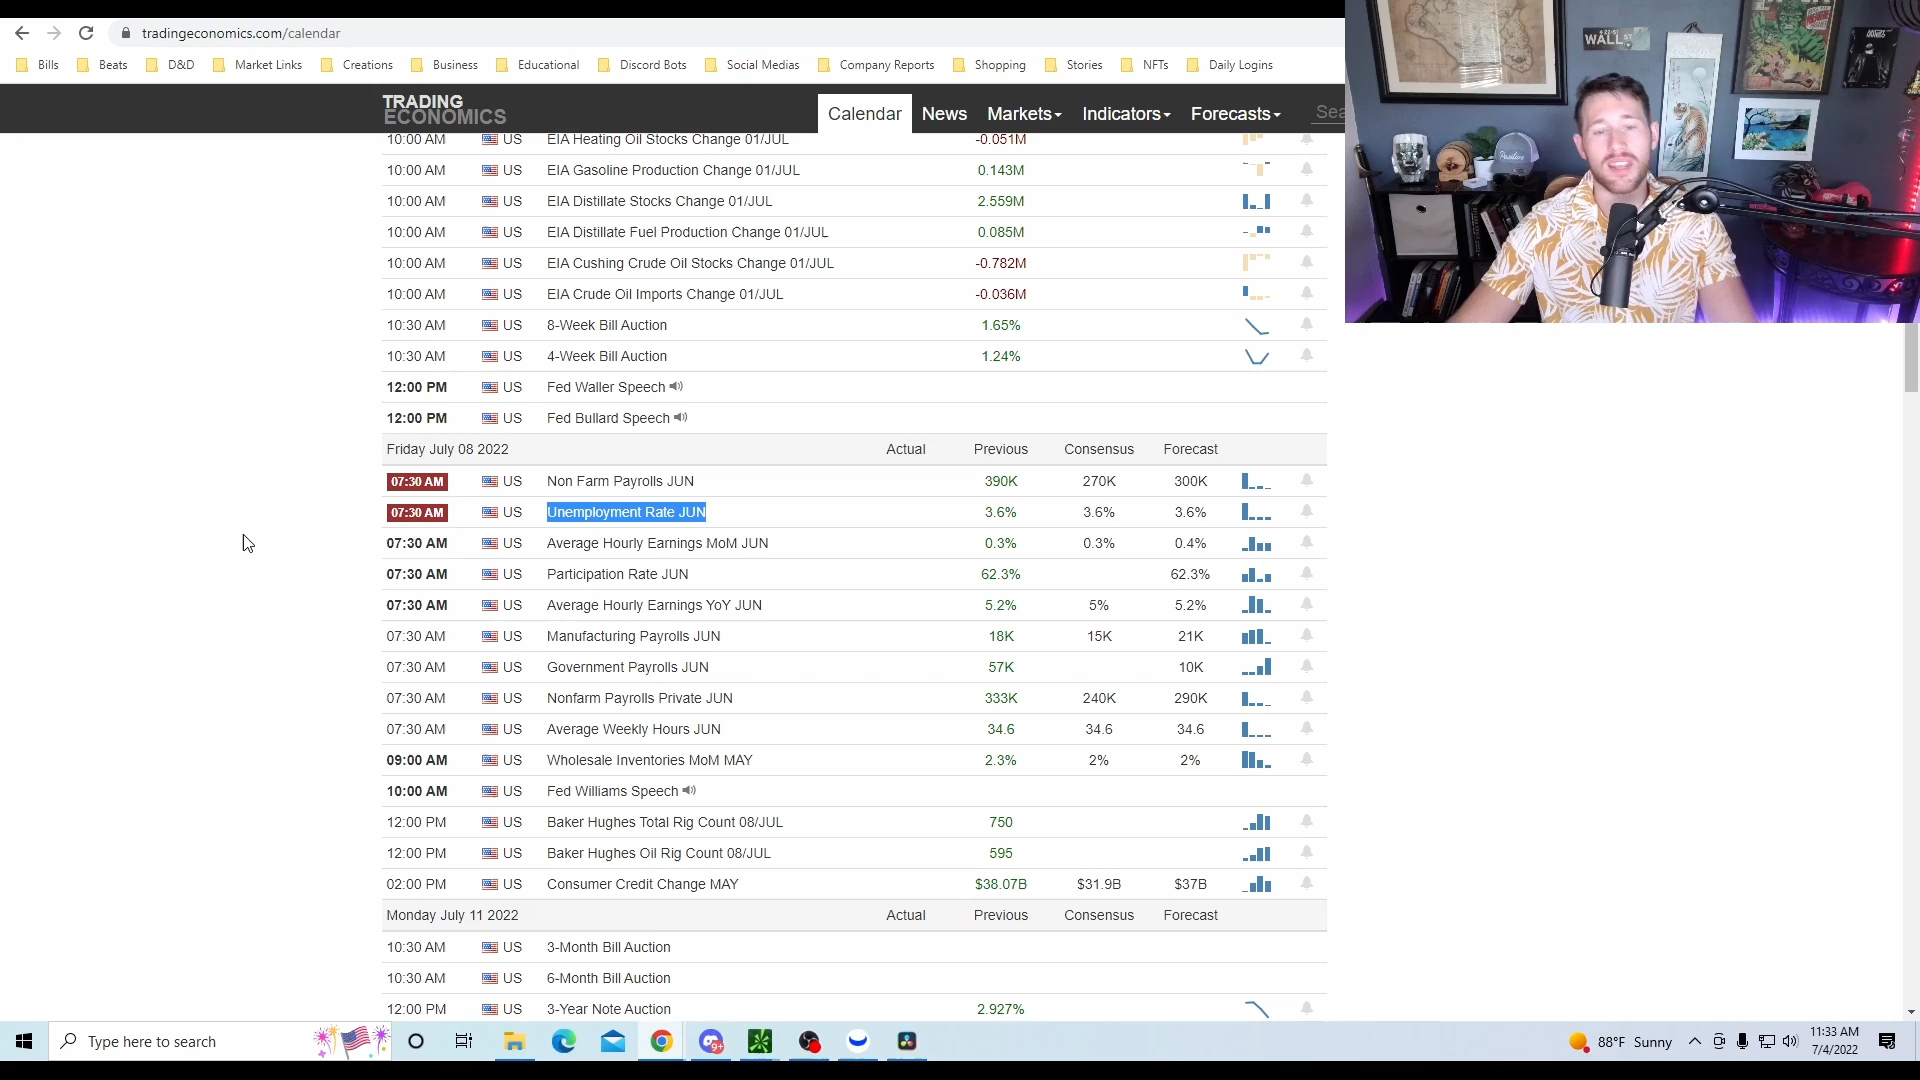 tradingeconomics.com/calendar
Bills Beats D&D Market Links Creations Business Educational Discord Bots Social Medias Company Reports Shopping Stories NFTs Daily Logins
TRADING
ECONOMICS
Calendar News Markets Indicators Forecasts Sea
WALL ST
10:00 AM US EIA Heating Oil Stocks Change 01/JUL -0.051M
10:00 AM US EIA Gasoline Production Change 01/JUL 0.143M
10:00 AM US EIA Distillate Stocks Change 01/JUL 2.559M
10:00 AM US EIA Distillate Fuel Production Change 01/JUL 0.085M
10:00 AM US EIA Cushing Crude Oil Stocks Change 01/JUL -0.782M
10:00 AM US EIA Crude Oil Imports Change 01/JUL -0.036M
10:30 AM US 8-Week Bill Auction 1.65%
10:30 AM US 4-Week Bill Auction 1.24%
12:00 PM US Fed Waller Speech
12:00 PM US Fed Bullard Speech
Friday July 08 2022 Actual Previous Consensus Forecast
07:30 AM US Non Farm Payrolls JUN 390K 270K 300K
07:30 AM US Unemployment Rate JUN 3.6% 3.6% 3.6%
07:30 AM US Average Hourly Earnings MoM JUN 0.3% 0.3% 0.4%
07:30 AM US Participation Rate JUN 62.3% 62.3%
07:30 AM US Average Hourly Earnings YoY JUN 5.2% 5% 5.2%
07:30 AM US Manufacturing Payrolls JUN 18K 15K 21K
07:30 AM US Government Payrolls JUN 57K 10K
07:30 AM US Nonfarm Payrolls Private JUN 333K 240K 290K
07:30 AM US Average Weekly Hours JUN 34.6 34.6 34.6
09:00 AM US Wholesale Inventories MoM MAY 2.3% 2% 2%
10:00 AM US Fed Williams Speech
12:00 PM US Baker Hughes Total Rig Count 08/JUL 750
12:00 PM US Baker Hughes Oil Rig Count 08/JUL 595
02:00 PM US Consumer Credit Change MAY $38.07B $31.9B $37B
Monday July 11 2022 Actual Previous Consensus Forecast
10:30 AM US 3-Month Bill Auction
10:30 AM US 6-Month Bill Auction
12:00 PM US 3-Year Note Auction 2.927%
Type here to search
9+
88°F Sunny
11:33 AM
7/4/2022